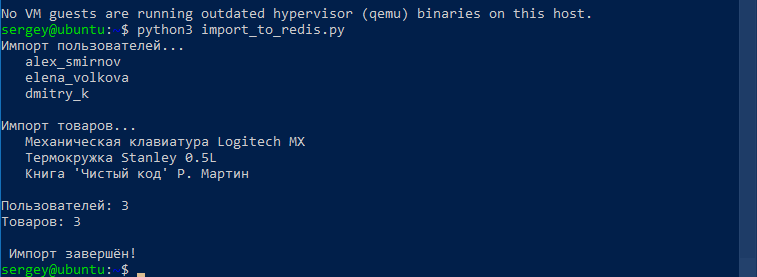 No VM guests are running outdated hypervisor (qemu) binaries on this host.
sergey@ubuntu: $ python3 import_to_redis.py
Импорт пользователей...
alex_smirnov
elena_volkova
dmitry_k
Импорт товаров...
Механическая клавиатура Logitech MX
Термокружка Stanley 0.5L
Книга 'Чистый код' Р. Мартин
Пользователей: 3
Товаров: 3
Импорт завершён!
sergey@ubuntu: $